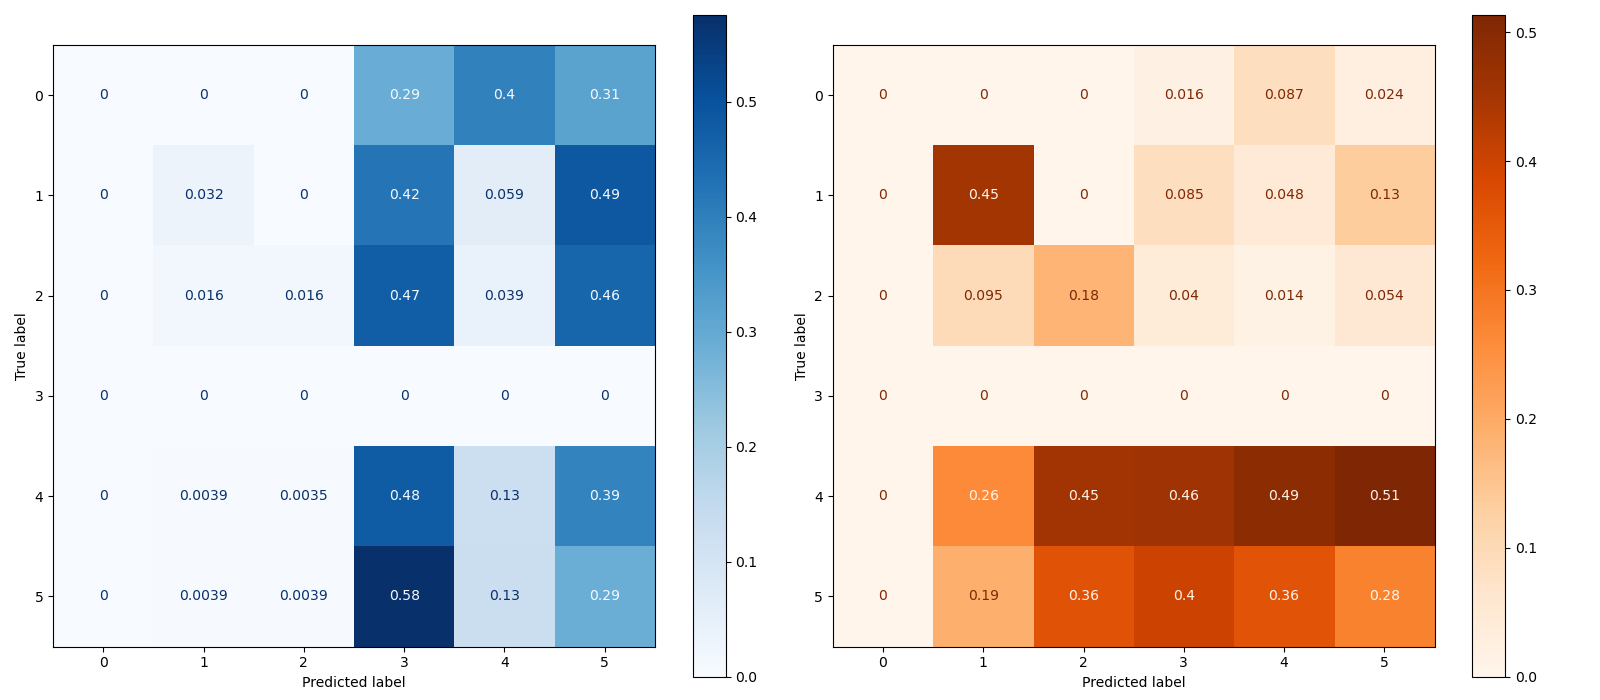 0 0 0 0 0.29 0.4 0.31
1 0 0.032 0 0.42 0.059 0.49
2 0 0.016 0.016 0.47 0.039 0.46
3 0 0 0 0 0 0
4 0 0.0039 0.0035 0.48 0.13 0.39
5 0 0.0039 0.0039 0.58 0.13 0.29
0 1 2 3 4 5
Predicted label
True label
0.5
0.4
0.3
0.2
0.1
0.0
0 0 0 0 0.016 0.087 0.024
1 0 0.45 0 0.085 0.048 0.13
2 0 0.095 0.18 0.04 0.014 0.054
3 0 0 0 0 0 0
4 0 0.26 0.45 0.46 0.49 0.51
5 0 0.19 0.36 0.4 0.36 0.28
0 1 2 3 4 5
Predicted label
True label
0.5
0.4
0.3
0.2
0.1
0.0